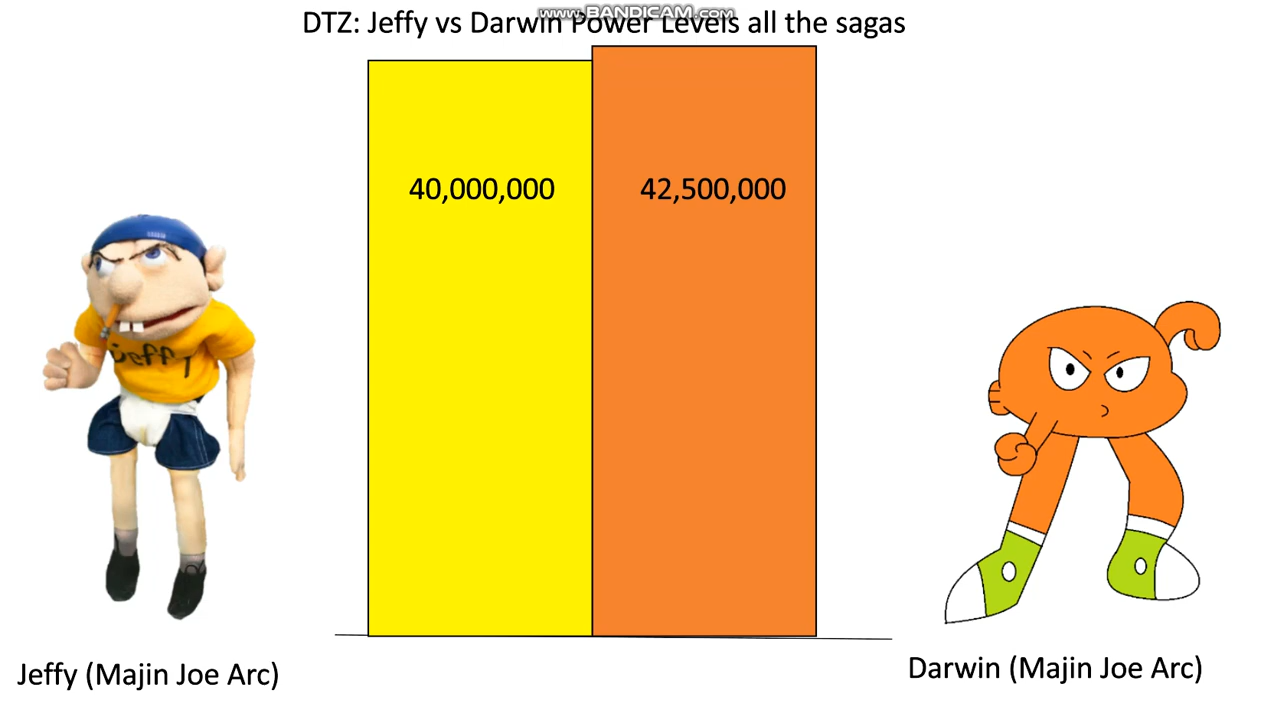 www.BANDICAM.com
DTZ: Jeffy vs Darwin Power Levels all the sagas
40,000,000
42,500,000
Jeffy
Jeffy (Majin Joe Arc)
Darwin (Majin Joe Arc)